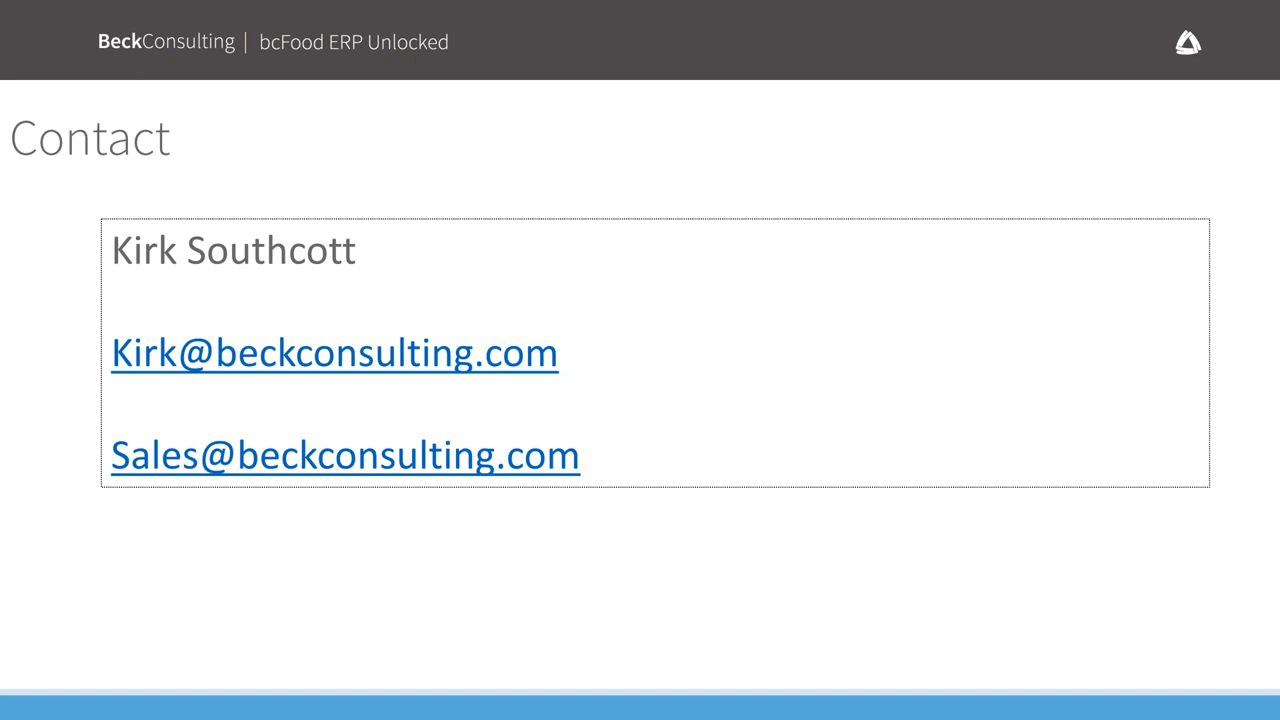 BeckConsulting | bcFood ERP Unlocked
Contact
Kirk Southcott
Kirk@beckconsulting.com
Sales@beckconsulting.com